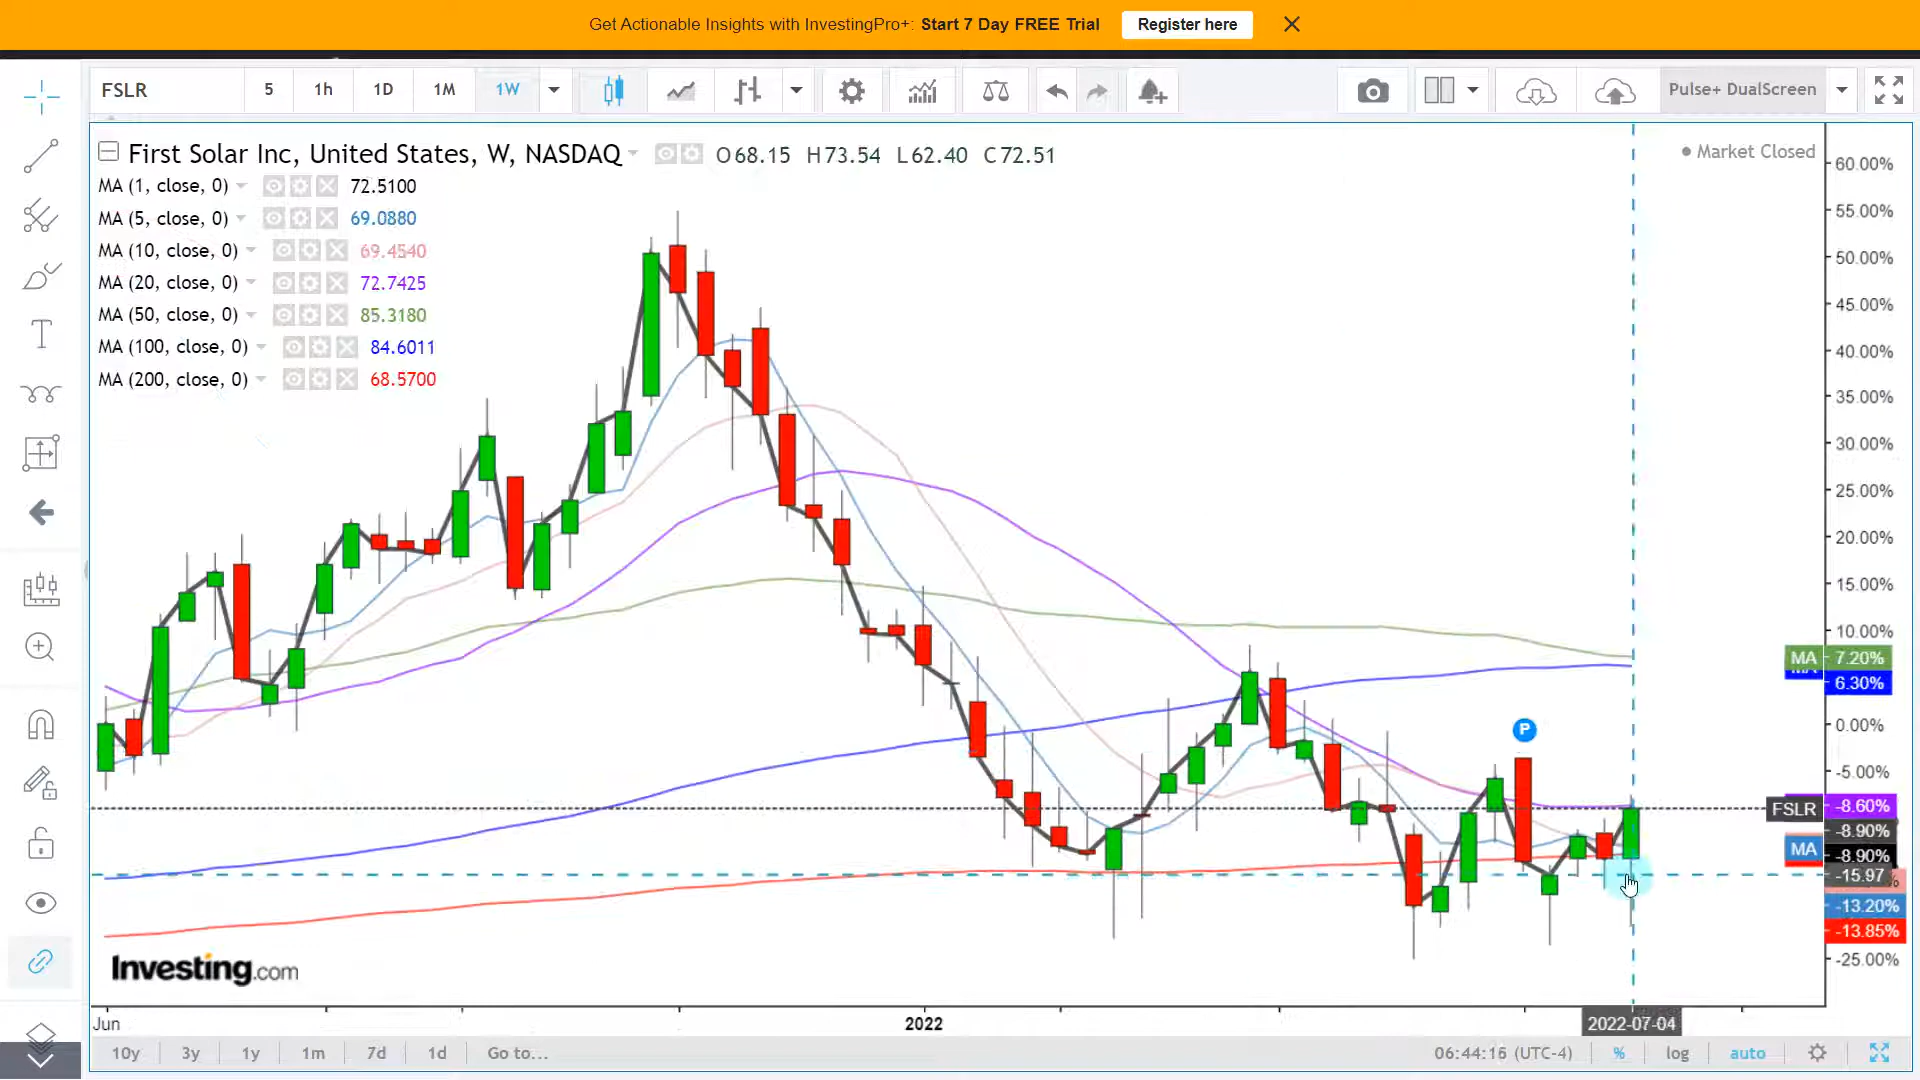 Get Actionable Insights with InvestingPro+: Start 7 Day FREE Trial Register here
FSLR 5 1h 1D 1M 1W Pulse+ DualScreen
First Solar Inc, United States, W, NASDAQ O68.15 H73.54 L62.40 C72.51
Market Closed
MA (1, close, 0) 72.5100
MA (5, close, 0) 69.0880
MA (10, close, 0) 69.4540
MA (20, close, 0) 72.7425
MA (50, close, 0) 85.3180
MA (100, close, 0) 84.6011
MA (200, close, 0) 68.5700
60.00%
55.00%
50.00%
45.00%
40.00%
35.00%
30.00%
25.00%
20.00%
15.00%
10.00%
MA 7.20%
6.30%
0.00%
P
-5.00%
FSLR -8.60%
-8.90%
MA -8.90%
-15.97
-13.20%
-13.85%
-25.00%
Investing.com
Jun 2022 2022-07-04
10y 3y 1y 1m 7d 1d Go to... 06:44:16 (UTC-4) % log auto